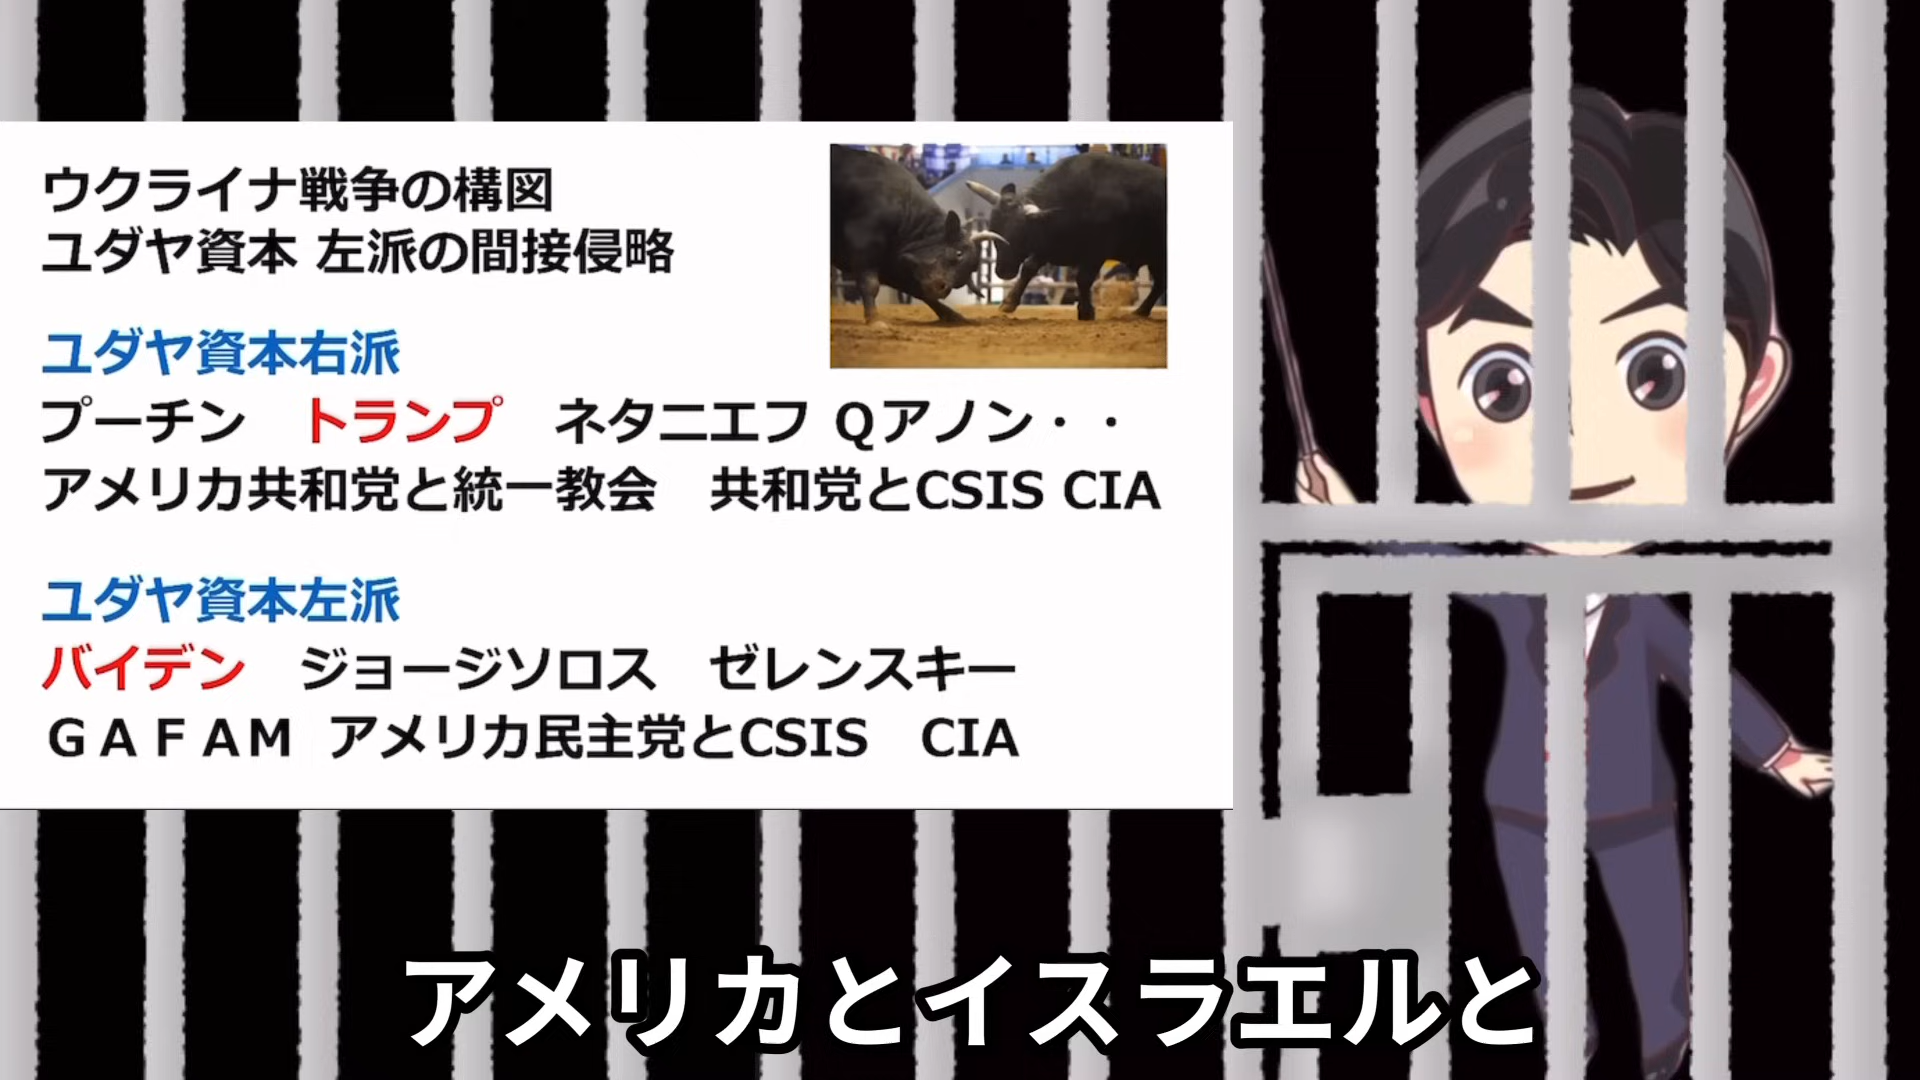 ウクライナ戦争の構図
ユダヤ資本 左派の間接侵略
ユダヤ資本右派
プーチン　トランプ　ネタニエフ Qアノン・・
アメリカ共和党と統一教会　共和党とCSIS CIA
ユダヤ資本左派
バイデン　ジョージソロス　ゼレンスキー
ＧＡＦＡＭ アメリカ民主党とCSIS　CIA
アメリカとイスラエルと